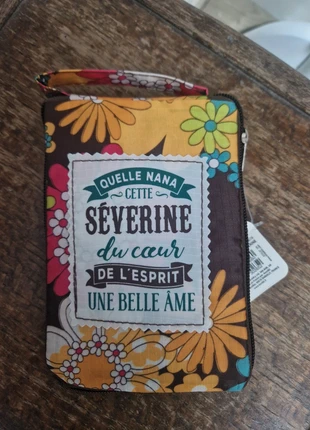 QUELLE NANA
CETTE
SÉVERINE
du cœur
DE L'ESPRIT
UNE BELLE ÂME